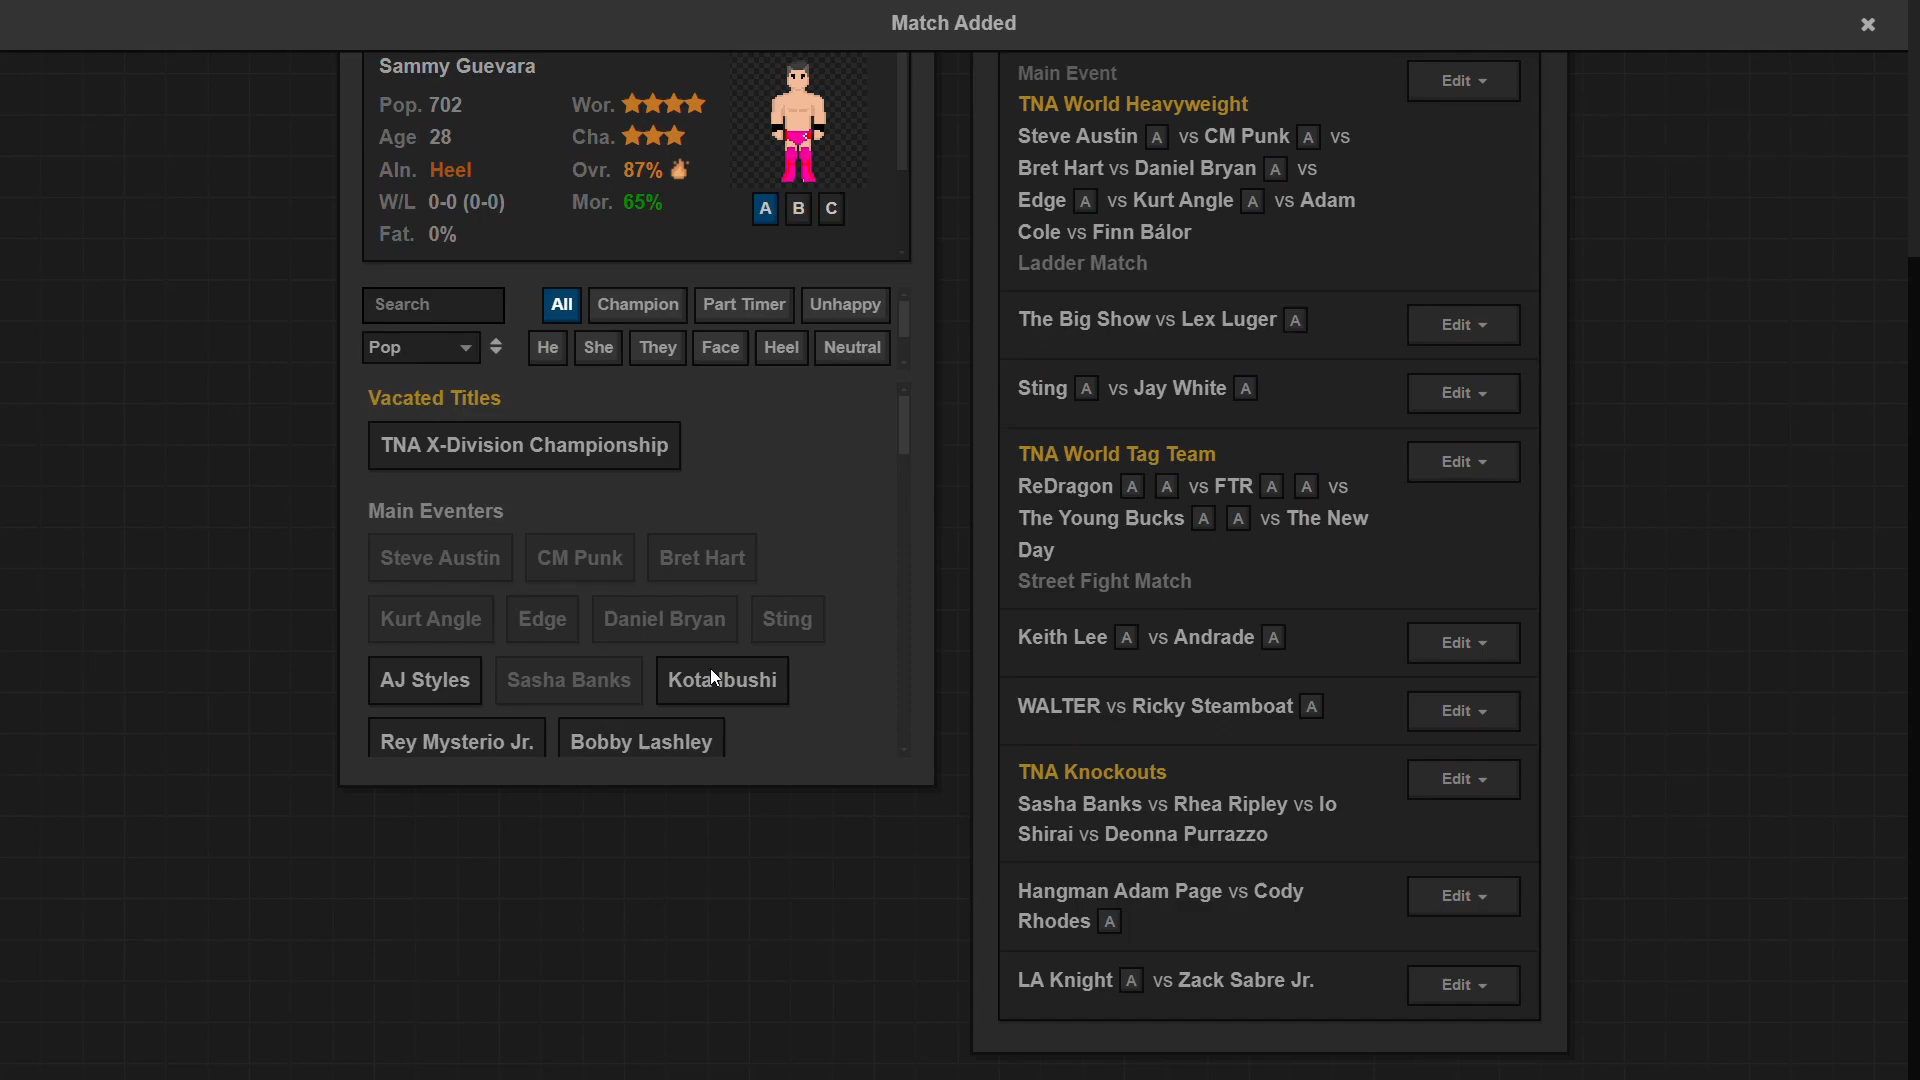 Match Added
×
Sammy Guevara
Pop. 702
Wor.
Age 28
Cha.
Aln. Heel
Ovr. 87%
W/L 0-0 (0-0)
Mor. 65%
Fat. 0%
A B C
Search
All Champion Part Timer Unhappy
Pop
He She They Face Heel Neutral
Vacated Titles
TNA X-Division Championship
Main Eventers
Steve Austin CM Punk Bret Hart
Kurt Angle Edge Daniel Bryan Sting
AJ Styles Sasha Banks Kota Ibushi
Rey Mysterio Jr. Bobby Lashley
Main Event
Edit
TNA World Heavyweight
Steve Austin A vs CM Punk A vs
Bret Hart vs Daniel Bryan A vs
Edge A vs Kurt Angle A vs Adam
Cole vs Finn Bálor
Ladder Match
The Big Show vs Lex Luger A
Edit
Sting A vs Jay White A
Edit
TNA World Tag Team
Edit
ReDragon A A vs FTR A A vs
The Young Bucks A A vs The New
Day
Street Fight Match
Keith Lee A vs Andrade A
Edit
WALTER vs Ricky Steamboat A
Edit
TNA Knockouts
Edit
Sasha Banks vs Rhea Ripley vs Io
Shirai vs Deonna Purrazzo
Hangman Adam Page vs Cody
Rhodes A
Edit
LA Knight A vs Zack Sabre Jr.
Edit